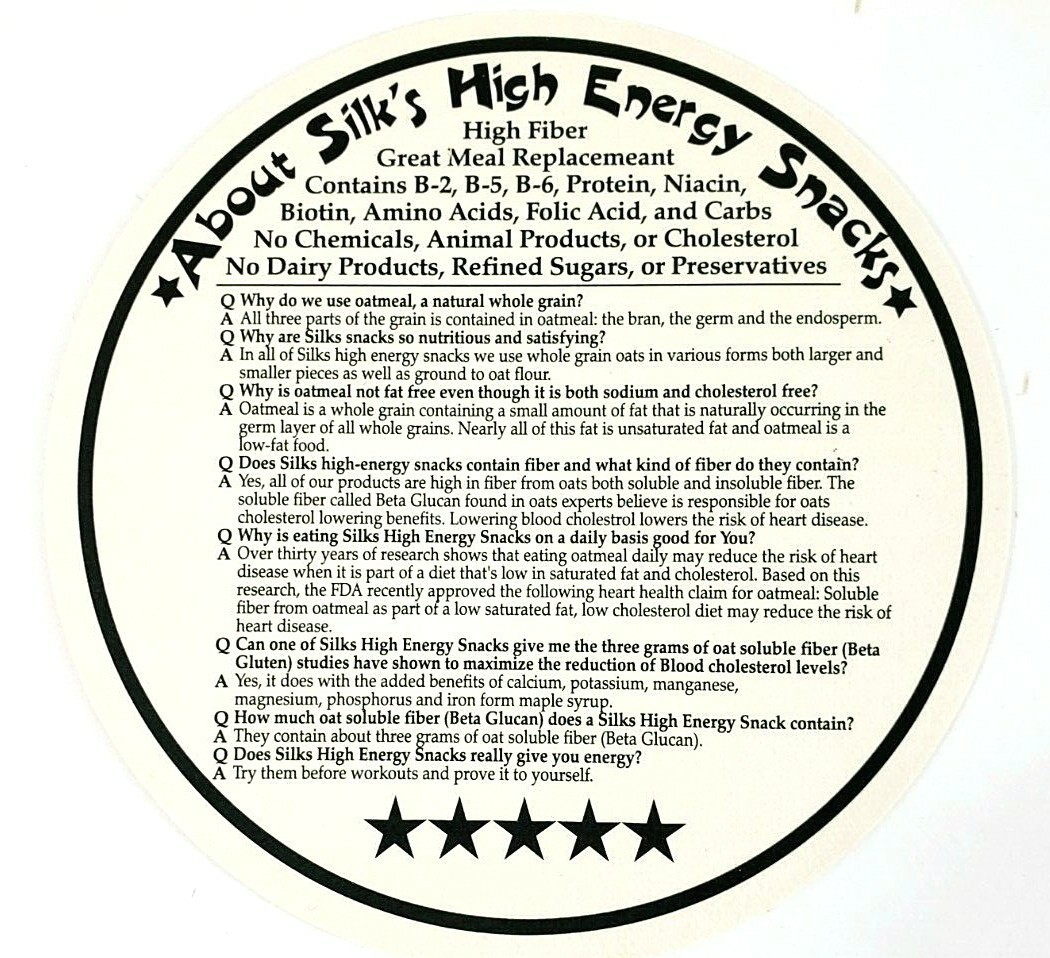 About Silk's High Energy Snacks
High Fiber
Great Meal Replacemeant
Contains B-2, B-5, B-6, Protein, Niacin,
Biotin, Amino Acids, Folic Acid, and Carbs
No Chemicals, Animal Products, or Cholesterol
No Dairy Products, Refined Sugars, or Preservatives
Q Why do we use oatmeal, a natural whole grain?
A All three parts of the grain is contained in oatmeal: the bran, the germ and the endosperm.
Q Why are Silks snacks so nutritious and satisfying?
A In all of Silks high energy snacks we use whole grain oats in various forms both larger and
smaller pieces as well as ground to oat flour.
Q Why is oatmeal not fat free even though it is both sodium and cholesterol free?
A Oatmeal is a whole grain containing a small amount of fat that is naturally occurring in the
germ layer of all whole grains. Nearly all of this fat is unsaturated fat and oatmeal is a
low-fat food.
Q Does Silks high-energy snacks contain fiber and what kind of fiber do they contain?
A Yes, all of our products are high in fiber from oats both soluble and insoluble fiber. The
soluble fiber called Beta Glucan found in oats experts believe is responsible for oats
cholesterol lowering benefits. Lowering blood cholestrol lowers the risk of heart disease.
Q Why is eating Silks High Energy Snacks on a daily basis good for You?
A Over thirty years of research shows that eating oatmeal daily may reduce the risk of heart
disease when it is part of a diet that's low in saturated fat and cholesterol. Based on this
research, the FDA recently approved the following heart health claim for oatmeal: Soluble
fiber from oatmeal as part of a low saturated fat, low cholesterol diet may reduce the risk of
heart disease.
Q Can one of Silks High Energy Snacks give me the three grams of oat soluble fiber (Beta
Gluten) studies have shown to maximize the reduction of Blood cholesterol levels?
A Yes, it does with the added benefits of calcium, potassium, manganese,
magnesium, phosphorus and iron form maple syrup.
Q How much oat soluble fiber (Beta Glucan) does a Silks High Energy Snack contain?
A They contain about three grams of oat soluble fiber (Beta Glucan).
Q Does Silks High Energy Snacks really give you energy?
A Try them before workouts and prove it to yourself.